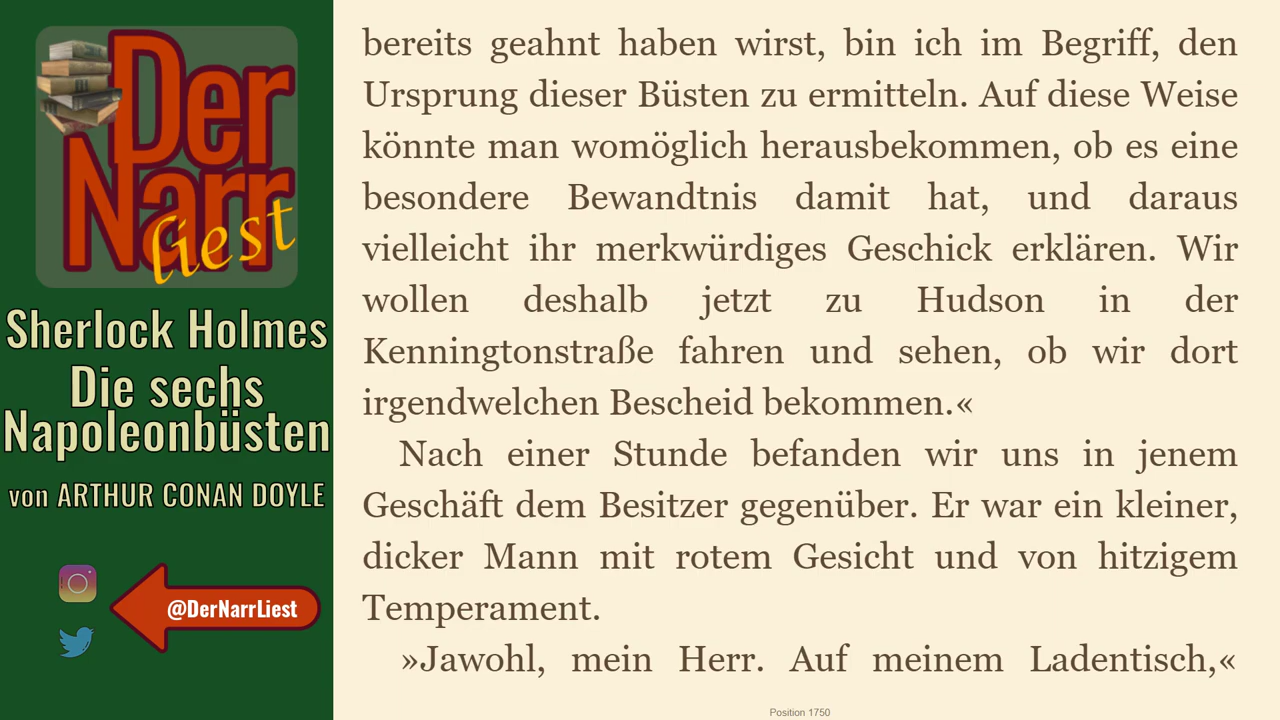 Der
Narr
liest
Sherlock Holmes
Die sechs
Napoleonbüsten
von ARTHUR CONAN DOYLE
@DerNarrLiest
bereits geahnt haben wirst, bin ich im Begriff, den
Ursprung dieser Büsten zu ermitteln. Auf diese Weise
könnte man womöglich herausbekommen, ob es eine
besondere Bewandtnis damit hat, und daraus
vielleicht ihr merkwürdiges Geschick erklären. Wir
wollen deshalb jetzt zu Hudson in der
Kenningtonstraße fahren und sehen, ob wir dort
irgendwelchen Bescheid bekommen.«
Nach einer Stunde befanden wir uns in jenem
Geschäft dem Besitzer gegenüber. Er war ein kleiner,
dicker Mann mit rotem Gesicht und von hitzigem
Temperament.
»Jawohl, mein Herr. Auf meinem Ladentisch,«
Position 1750